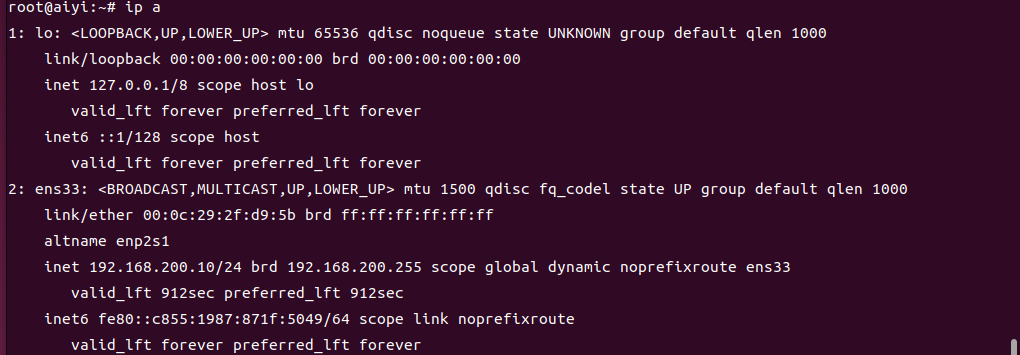 root@aiyi:~# ip a
1: lo: <LOOPBACK,UP,LOWER_UP> mtu 65536 qdisc noqueue state UNKNOWN group default qlen 1000
    link/loopback 00:00:00:00:00:00 brd 00:00:00:00:00:00
    inet 127.0.0.1/8 scope host lo
       valid_lft forever preferred_lft forever
    inet6 ::1/128 scope host
       valid_lft forever preferred_lft forever
2: ens33: <BROADCAST,MULTICAST,UP,LOWER_UP> mtu 1500 qdisc fq_codel state UP group default qlen 1000
    link/ether 00:0c:29:2f:d9:5b brd ff:ff:ff:ff:ff:ff
    altname enp2s1
    inet 192.168.200.10/24 brd 192.168.200.255 scope global dynamic noprefixroute ens33
       valid_lft 912sec preferred_lft 912sec
    inet6 fe80::c855:1987:871f:5049/64 scope link noprefixroute
       valid_lft forever preferred_lft forever